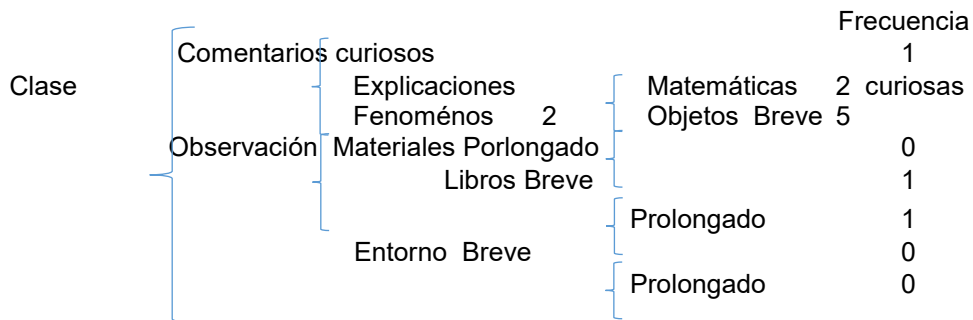 Frecuencia
Comentarios curiosos 1
Clase Explicaciones Matemáticas 2 curiosas
Fenoménos 2 Objetos Breve 5
Observación Materiales Porlongado 0
Libros Breve 1
Prolongado 1
Entorno Breve 0
Prolongado 0